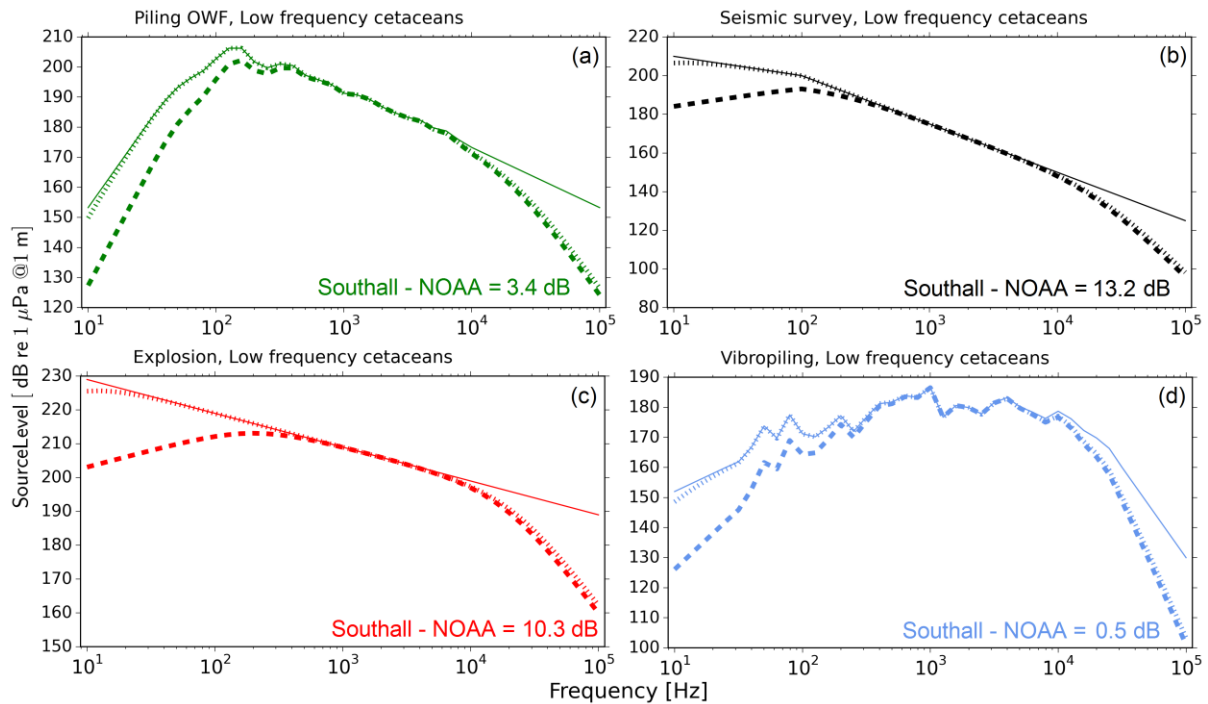 Piling OWF, Low frequency cetaceans
Seismic survey, Low frequency cetaceans
210
200
190
180
170
160
150
140
130
120
(a)
Southall - NOAA = 3.4 dB
10^1 10^2 10^3 10^4 10^5
220
200
180
160
140
120
100
80
(b)
Southall - NOAA = 13.2 dB
10^1 10^2 10^3 10^4 10^5
Explosion, Low frequency cetaceans
Vibropiling, Low frequency cetaceans
230
220
210
200
190
180
170
160
150
(c)
Southall - NOAA = 10.3 dB
10^1 10^2 10^3 10^4 10^5
190
180
170
160
150
140
130
120
110
100
(d)
Southall - NOAA = 0.5 dB
10^1 10^2 10^3 10^4 10^5
SourceLevel [ dB re 1 μPa @1 m]
Frequency [Hz]